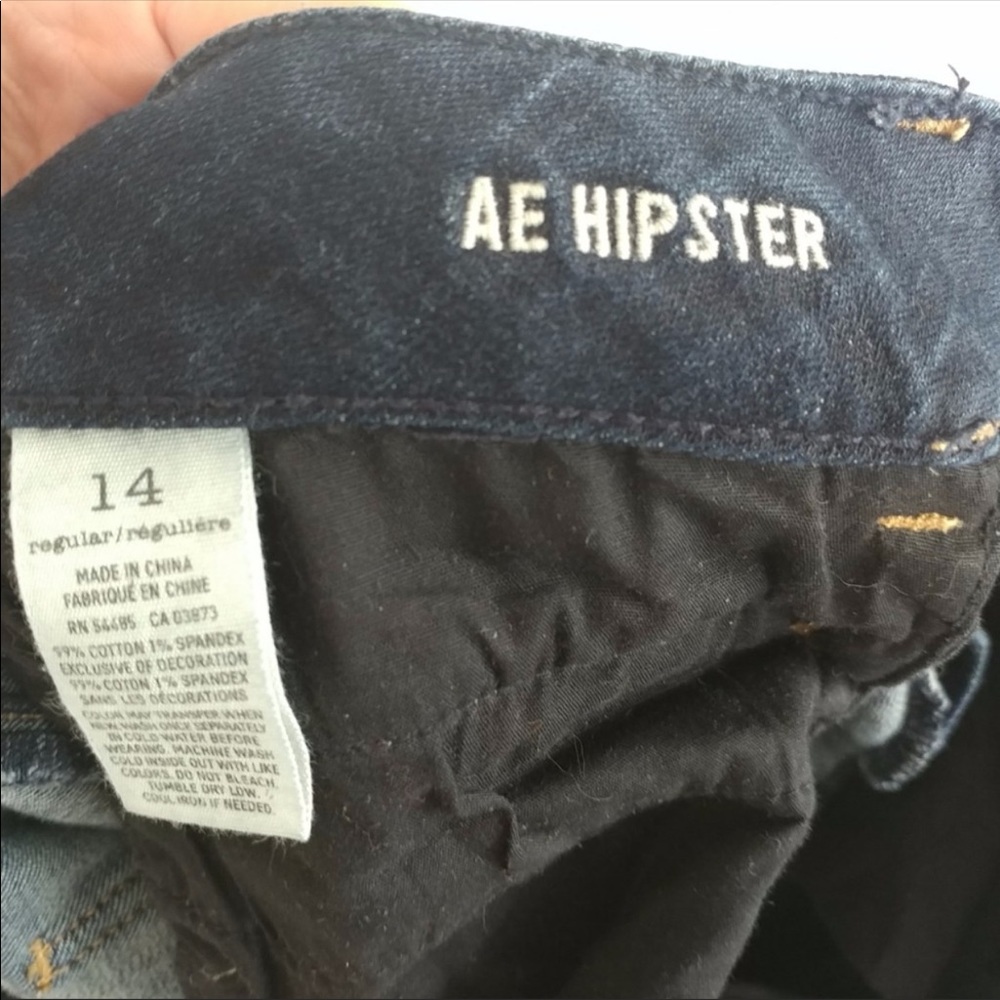 AE HIPSTER
14
regular/régulière
MADE IN CHINA
FABRIQUÉ EN CHINE
RN 54485 CA 03873
99% COTTON 1% SPANDEX
EXCLUSIVE OF DECORATION
99% COTON 1% SPANDEX
SANS LES DÉCORATIONS
COLOR MAY TRANSFER WHEN
NEW. WASH ONCE SEPARATELY
IN COLD WATER BEFORE
WEARING. MACHINE WASH
COLD INSIDE OUT WITH LIKE
COLORS. DO NOT BLEACH.
TUMBLE DRY LOW.
COOL IRON IF NEEDED.